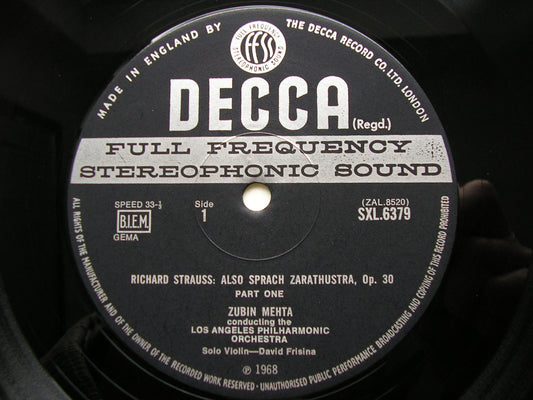 MADE IN ENGLAND BY
THE DECCA RECORD CO. LTD. LONDON
FULL FREQUENCY
FFSS
STEREOPHONIC SOUND
DECCA (Regd.)
FULL FREQUENCY
STEREOPHONIC SOUND
SPEED 33-⅓
Side
(ZAL.8520)
B.I.E.M.
1
SXL.6379
GEMA
RICHARD STRAUSS: ALSO SPRACH ZARATHUSTRA, Op. 30
PART ONE
ZUBIN MEHTA
conducting the
LOS ANGELES PHILHARMONIC
ORCHESTRA
Solo Violin—David Frisina
℗ 1968
ALL RIGHTS OF THE MANUFACTURER AND OF THE OWNER OF THE RECORDED WORK RESERVED · UNAUTHORISED PUBLIC PERFORMANCE BROADCASTING AND COPYING OF THIS RECORD PROHIBITED